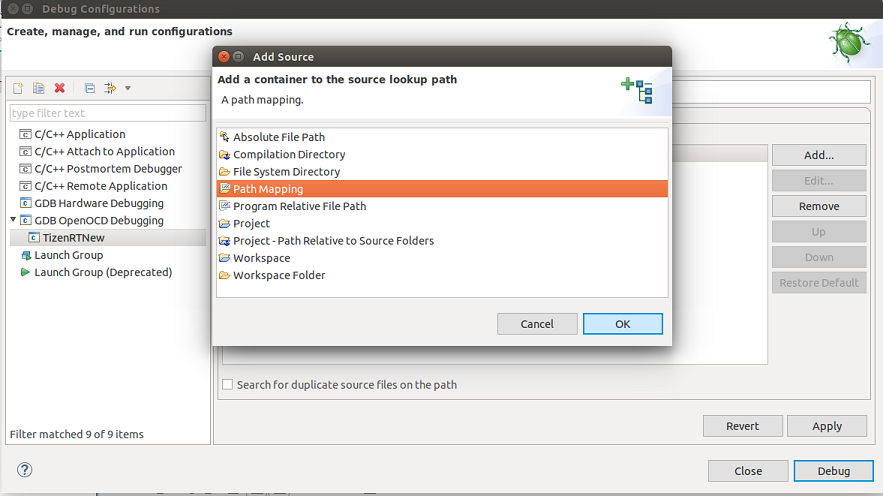 Debug Configurations
Create, manage, and run configurations
Add Source
Add a container to the source lookup path
A path mapping.
type filter text
C/C++ Application
C/C++ Attach to Application
C/C++ Postmortem Debugger
C/C++ Remote Application
GDB Hardware Debugging
GDB OpenOCD Debugging
TizenRTNew
Launch Group
Launch Group (Deprecated)
Filter matched 9 of 9 items
Absolute File Path
Compilation Directory
File System Directory
Path Mapping
Program Relative File Path
Project
Project - Path Relative to Source Folders
Workspace
Workspace Folder
Cancel
OK
Add...
Edit...
Remove
Up
Down
Restore Default
Search for duplicate source files on the path
Revert
Apply
?
Close
Debug